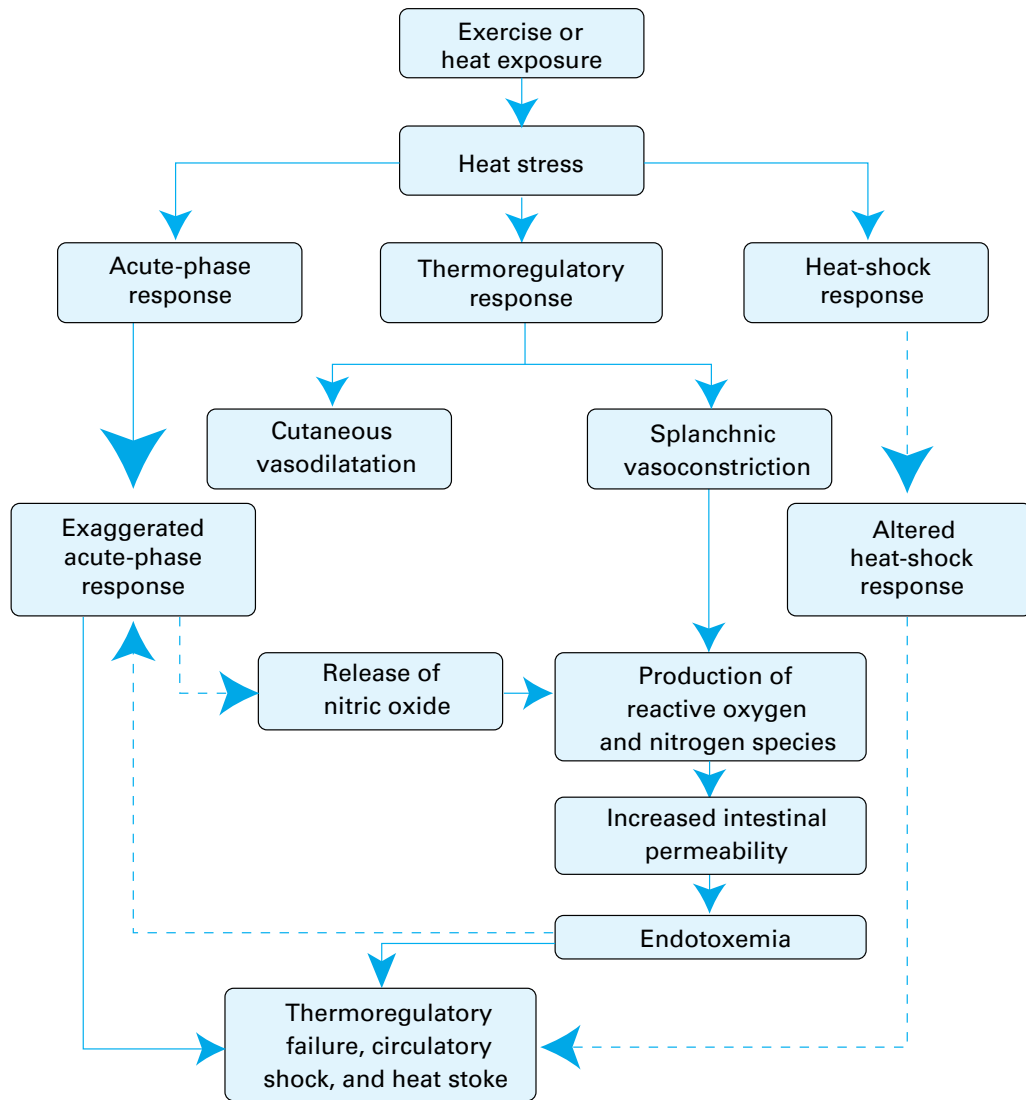 Exercise or
heat exposure
Heat stress
Acute-phase
response
Thermoregulatory
response
Heat-shock
response
Cutaneous
vasodilatation
Splanchnic
vasoconstriction
Exaggerated
acute-phase
response
Altered
heat-shock
response
Release of
nitric oxide
Production of
reactive oxygen
and nitrogen species
Increased intestinal
permeability
Endotoxemia
Thermoregulatory
failure, circulatory
shock, and heat stoke